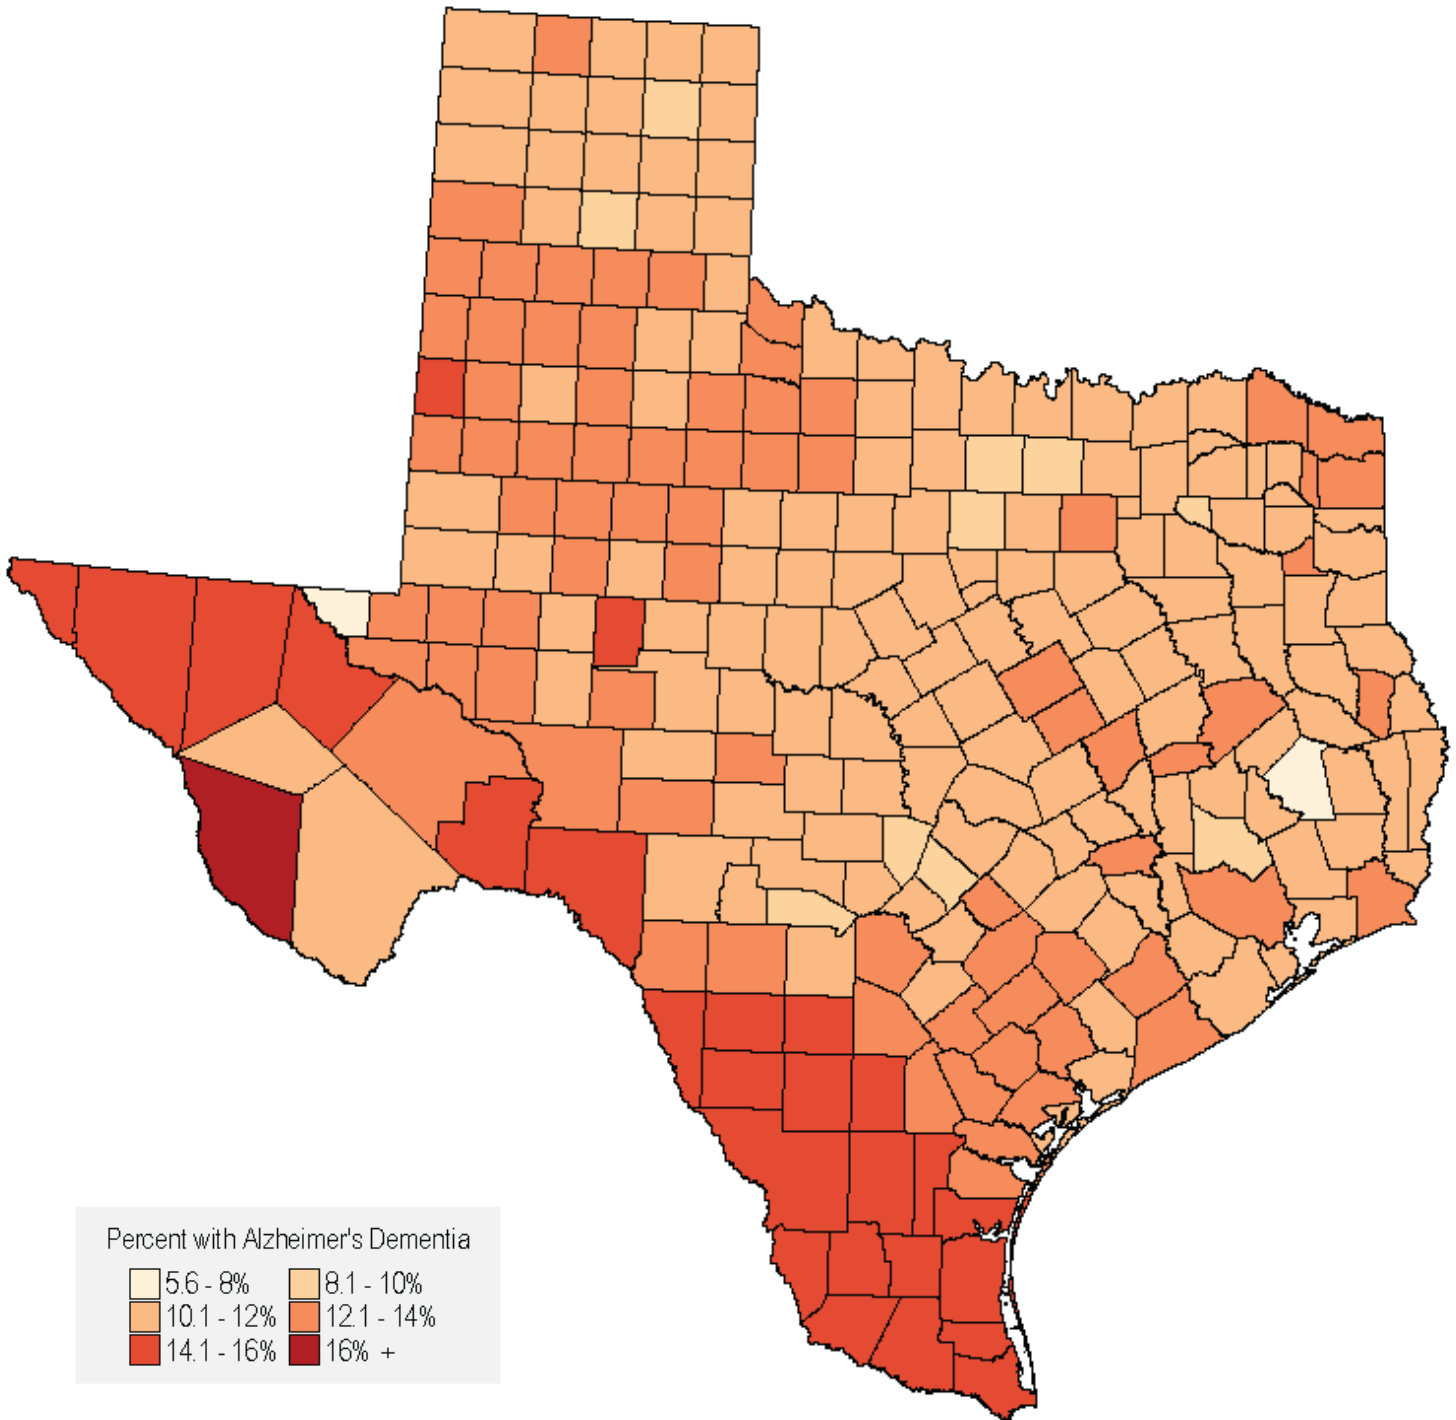 Percent with Alzheimer's Dementia
5.6 - 8% 8.1 - 10%
10.1 - 12% 12.1 - 14%
14.1 - 16% 16% +